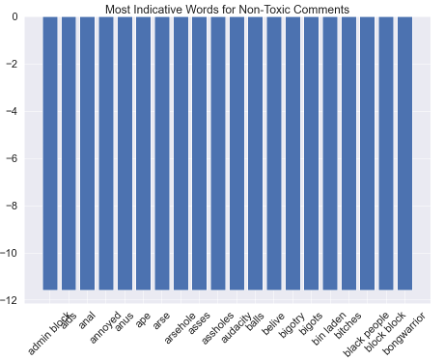 Most Indicative Words for Non-Toxic Comments
0
−2
−4
−6
−8
−10
−12
admin block
aids
anal
annoyed
anus
ape
arse
arsehole
asses
assholes
audacity
balls
belive
bigotry
bigots
bin laden
bitches
black people
block block
bongwarrior